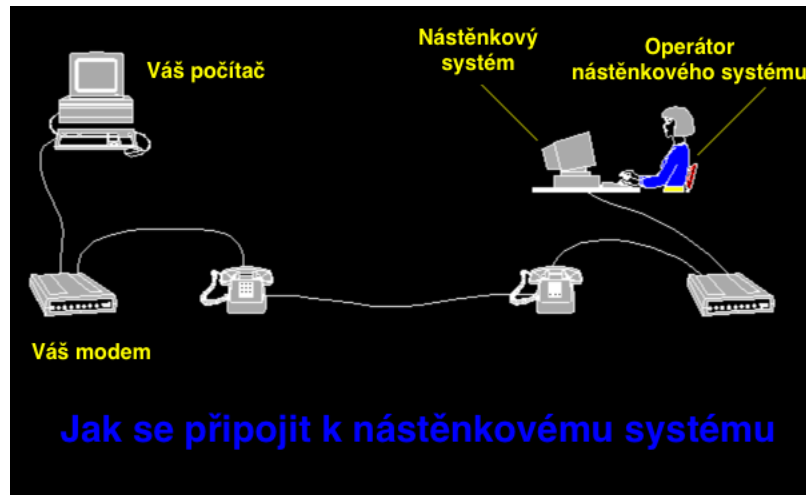 Váš počítač
Nástěnkový
systém
Operátor
nástěnkového systému
Váš modem
Jak se připojit k nástěnkovému systému